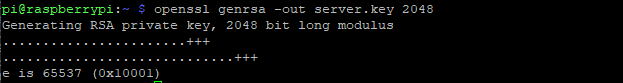 pi@raspberrypi:~ $ openssl genrsa -out server.key 2048
Generating RSA private key, 2048 bit long modulus
.......................+++
.............................+++
e is 65537 (0x10001)